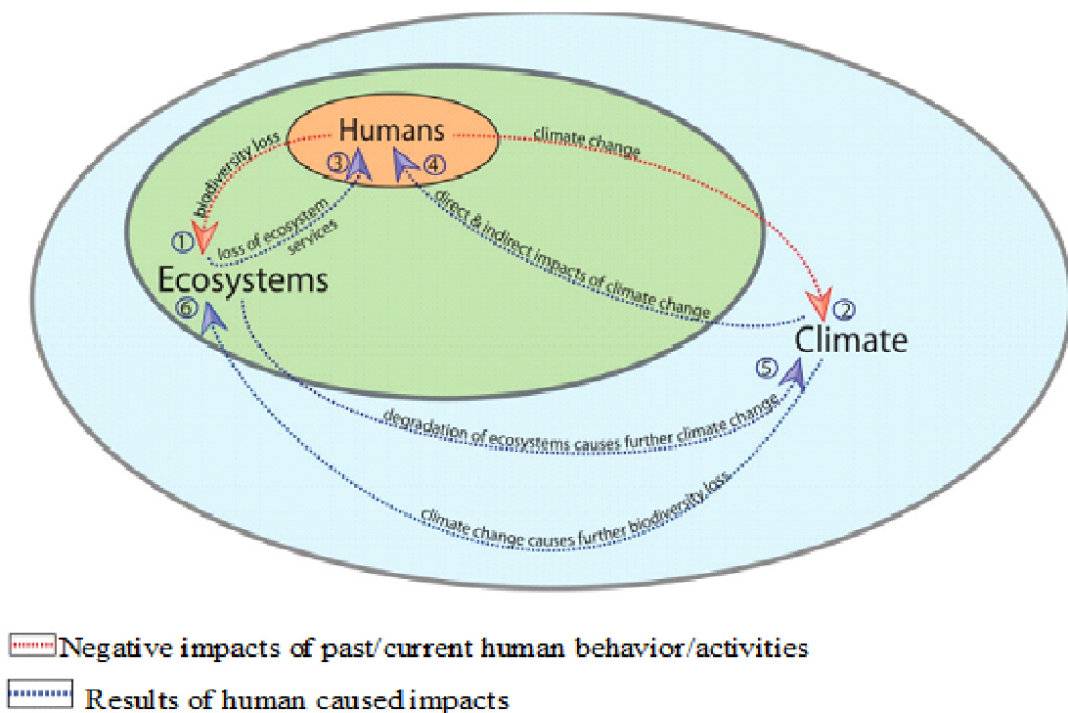 Humans
climate change
biodiversity loss
③
④
direct & indirect impacts of climate change
loss of ecosystem
services
①
Ecosystems
⑥
②
Climate
⑤
degradation of ecosystems causes further climate change
climate change causes further biodiversity loss
Negative impacts of past/current human behavior/activities
Results of human caused impacts